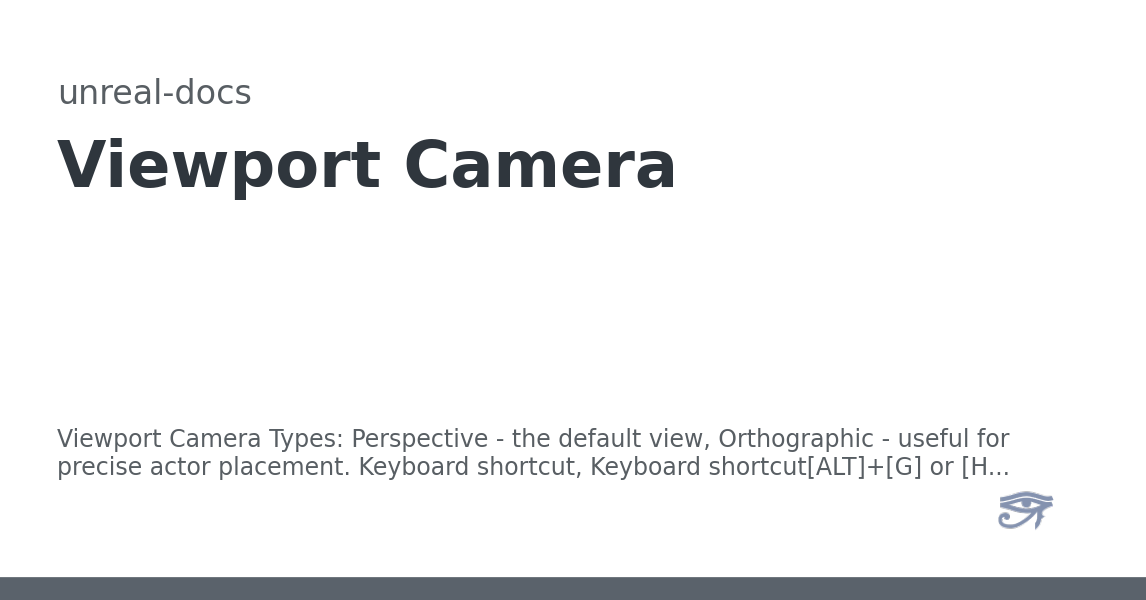 unreal-docs
Viewport Camera
Viewport Camera Types: Perspective - the default view, Orthographic - useful for
precise actor placement. Keyboard shortcut, Keyboard shortcut[ALT]+[G] or [H...